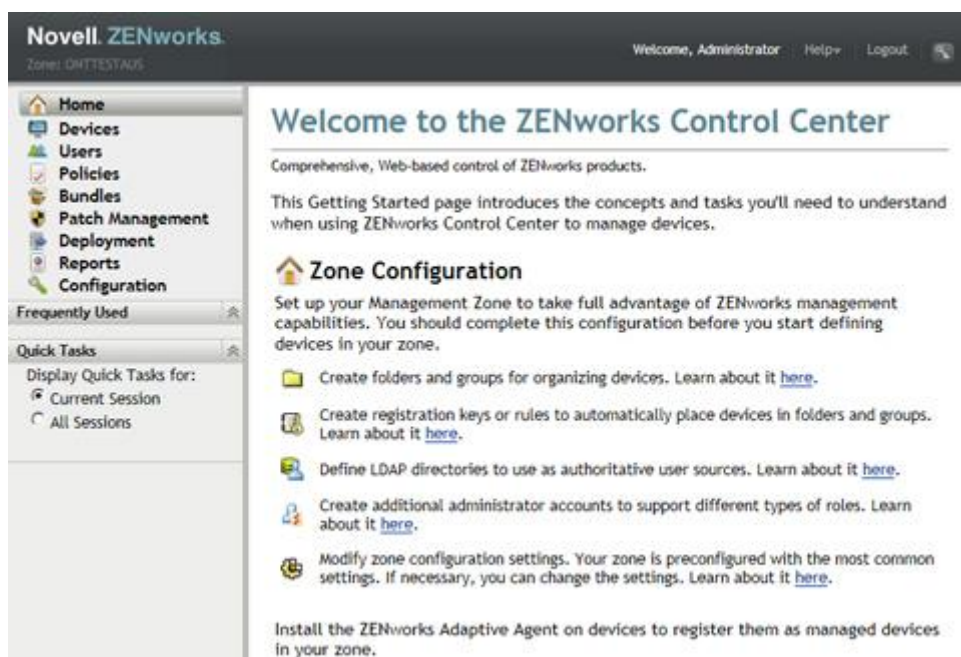 Novell. ZENworks.
Zone: OHTTESTAUS
Welcome, Administrator Help Logout
Home
Devices
Users
Policies
Bundles
Patch Management
Deployment
Reports
Configuration
Frequently Used
Quick Tasks
Display Quick Tasks for:
Current Session
All Sessions
Welcome to the ZENworks Control Center
Comprehensive, Web-based control of ZENworks products.
This Getting Started page introduces the concepts and tasks you'll need to understand
when using ZENworks Control Center to manage devices.
Zone Configuration
Set up your Management Zone to take full advantage of ZENworks management
capabilities. You should complete this configuration before you start defining
devices in your zone.
Create folders and groups for organizing devices. Learn about it here.
Create registration keys or rules to automatically place devices in folders and groups.
Learn about it here.
Define LDAP directories to use as authoritative user sources. Learn about it here.
Create additional administrator accounts to support different types of roles. Learn
about it here.
Modify zone configuration settings. Your zone is preconfigured with the most common
settings. If necessary, you can change the settings. Learn about it here.
Install the ZENworks Adaptive Agent on devices to register them as managed devices
in your zone.